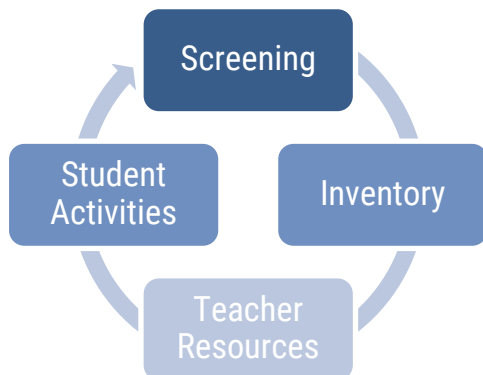 Screening
Inventory
Teacher
Resources
Student
Activities